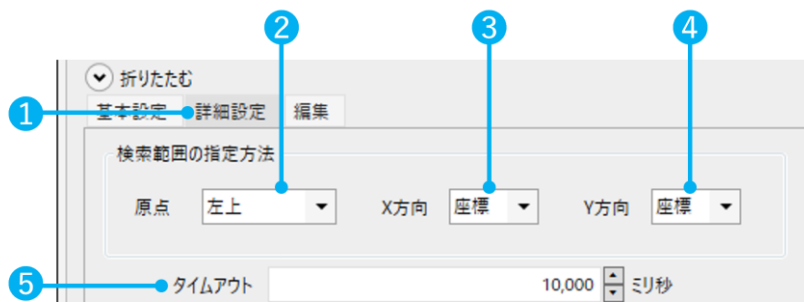 2 3 4
折りたたむ
1 基本設定 詳細設定 編集
検索範囲の指定方法
原点 左上 X方向 座標 Y方向 座標
5 タイムアウト 10,000 ミリ秒